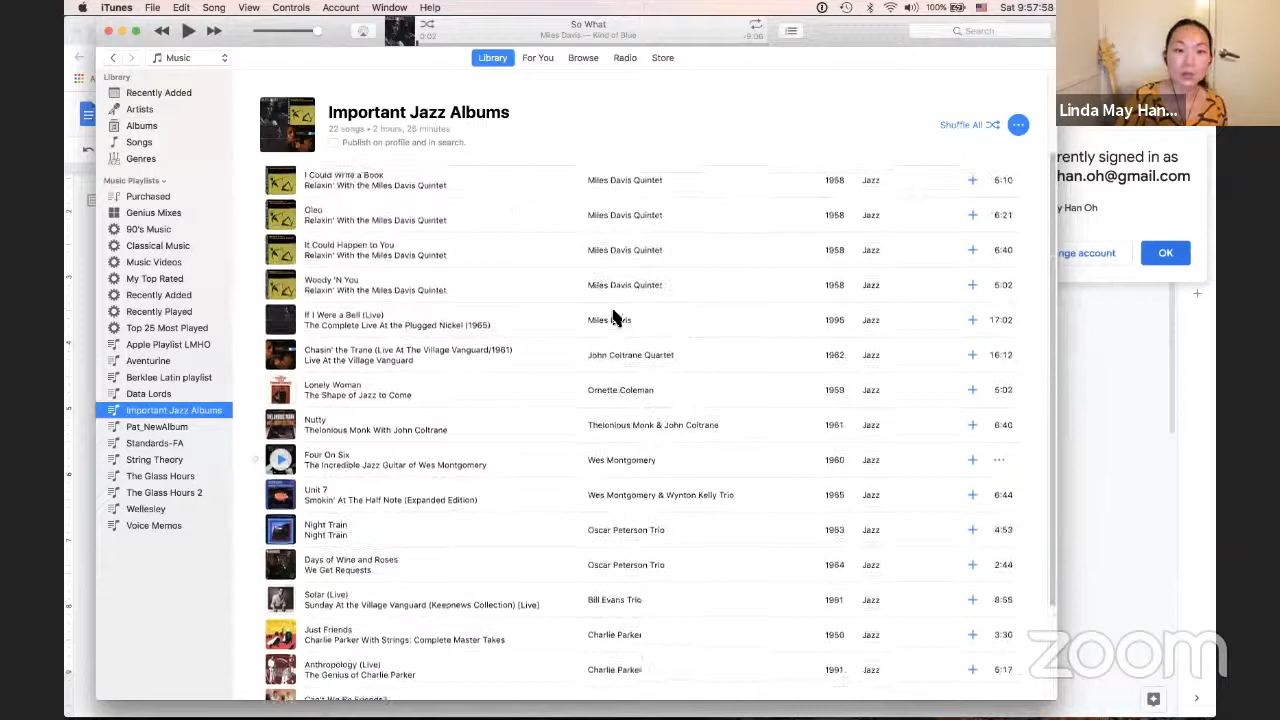 iTunes File Edit Song View Controls Account Window Help 100% Sat 9:57:58
So What
Miles Davis — Kind of Blue
0:02 -9:06
Search
Music
Library For You Browse Radio Store
Library
Recently Added
Artists
Albums
Songs
Genres
Music Playlists
Purchased
Genius Mixes
90's Music
Classical Music
Music Videos
My Top Rated
Recently Added
Recently Played
Top 25 Most Played
Apple Playlist LMHO
Aventurine
Berklee Latin playlist
Data Lords
Important Jazz Albums
Pat_NewAlbum
Standards-FA
String Theory
The Glass Hours
The Glass Hours 2
Wellesley
Voice Memos
Important Jazz Albums
22 songs • 2 hours, 26 minutes
Publish on profile and in search.
Shuffle All
I Could Write a Book
Relaxin' With the Miles Davis Quintet Miles Davis Quintet 1958 Jazz 5:10
Oleo
Relaxin' With the Miles Davis Quintet Miles Davis Quintet 1958 Jazz 6:21
It Could Happen to You
Relaxin' With the Miles Davis Quintet Miles Davis Quintet 1958 Jazz 6:40
Woody 'N You
Relaxin' With the Miles Davis Quintet Miles Davis Quintet 1958 Jazz 5:02
If I Were a Bell (Live)
The Complete Live At the Plugged Nickel (1965) Miles 1995 Jazz 17:02
Chasin' the Trane (Live At The Village Vanguard/1961)
Live At the Village Vanguard John Coltrane Quartet 1962 Jazz 16:12
Lonely Woman
The Shape of Jazz to Come Ornette Coleman 1959 Jazz 5:02
Nutty
Thelonious Monk With John Coltrane Thelonious Monk & John Coltrane 1961 Jazz 6:40
Four On Six
The Incredible Jazz Guitar of Wes Montgomery Wes Montgomery 1960 Jazz
Unit 7
Smokin' At The Half Note (Expanded Edition) Wes Montgomery & Wynton Kelly Trio 1965 Jazz 6:44
Night Train
Night Train Oscar Peterson Trio 1963 Jazz 4:53
Days of Wine and Roses
We Get Requests Oscar Peterson Trio 1964 Jazz 2:44
Solar (Live)
Sunday At the Village Vanguard (Keepnews Collection) [Live] Bill Evans Trio 1961 Jazz 8:55
Just Friends
Charlie Parker With Strings: Complete Master Takes Charlie Parker 1950 Jazz 3:30
Anthropology (Live)
The Genius of Charlie Parker Charlie Parker 1991 Jazz 5:17
Can't We Be Friends?
Linda May Han...
rently signed in as
han.oh@gmail.com
y Han Oh
nge account OK
zoom